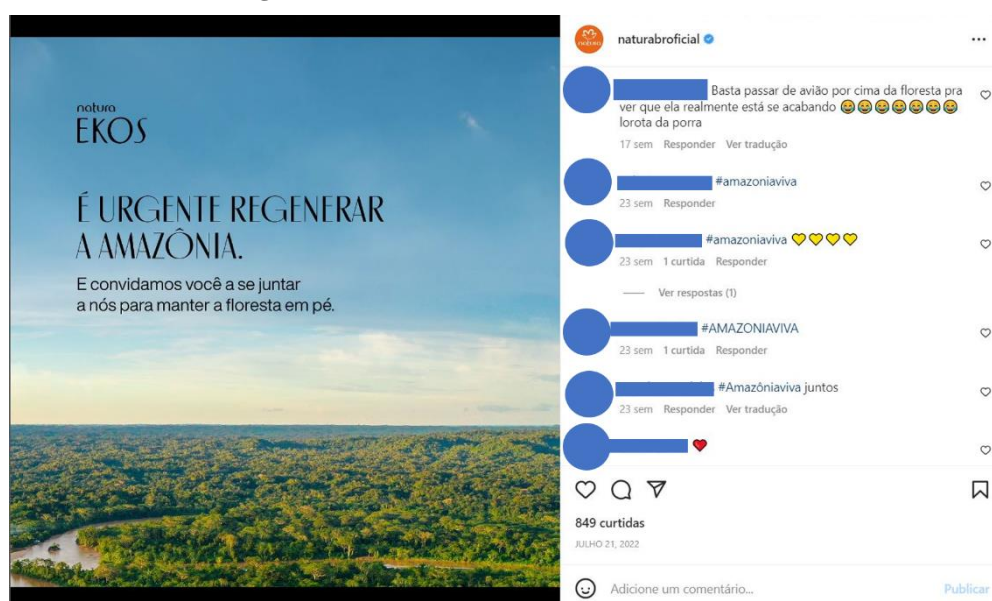 natura
EKOS
É URGENTE REGENERAR
A AMAZÔNIA.
E convidamos você a se juntar
a nós para manter a floresta em pé.
natura
naturabroficial
Basta passar de avião por cima da floresta pra
ver que ela realmente está se acabando 😂😂😂😂😂😂😂
lorota da porra
17 sem Responder Ver tradução
#amazoniaviva
23 sem Responder
#amazoniaviva 💛💛💛💛
23 sem 1 curtida Responder
Ver respostas (1)
#AMAZONIAVIVA
23 sem 1 curtida Responder
#Amazôniaviva juntos
23 sem Responder Ver tradução
❤️
849 curtidas
JULHO 21, 2022
Adicione um comentário... Publicar